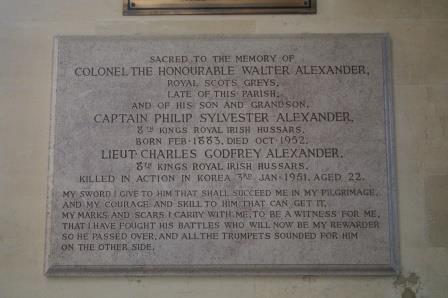 SACRED TO THE MEMORY OF
COLONEL THE HONOURABLE WALTER ALEXANDER,
ROYAL SCOTS GREYS,
LATE OF THIS PARISH,
AND OF HIS SON AND GRANDSON,
CAPTAIN PHILIP SYLVESTER ALEXANDER,
8TH KINGS ROYAL IRISH HUSSARS,
BORN FEB·1883, DIED OCT·1952,
LIEUT·CHARLES GODFREY ALEXANDER,
8TH KINGS ROYAL IRISH HUSSARS,
KILLED IN ACTION IN KOREA 3RD JAN·1951, AGED 22.
MY SWORD I GIVE TO HIM THAT SHALL SUCCEED ME IN MY PILGRIMAGE,
AND MY COURAGE AND SKILL TO HIM THAT CAN GET IT,
MY MARKS AND SCARS I CARRY WITH ME, TO BE A WITNESS FOR ME,
THAT I HAVE FOUGHT HIS BATTLES WHO WILL NOW BE MY REWARDER
SO HE PASSED OVER, AND ALL THE TRUMPETS SOUNDED FOR HIM
ON THE OTHER SIDE.